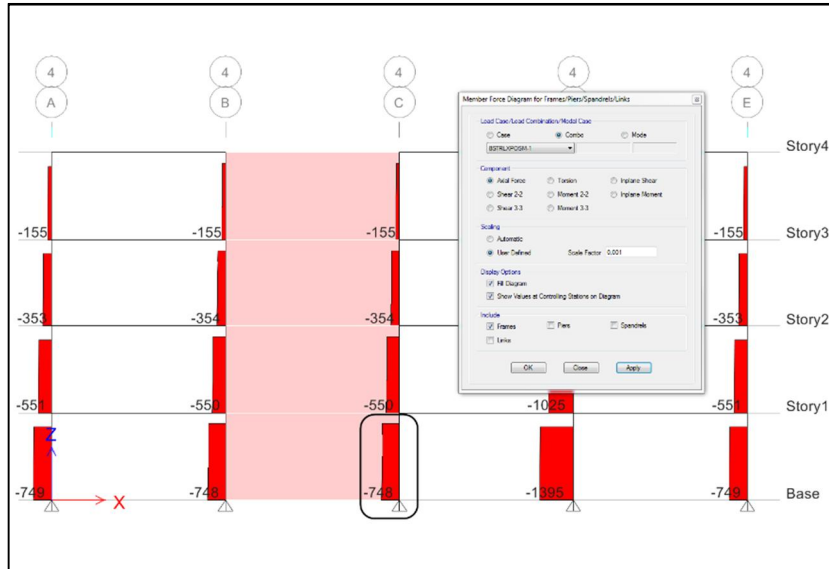 4 4 4 4 4
A B C E
Member Force Diagram for Frames/Piers/Spandrels/Links
Load Case/Load Combination/Modal Case
Case Combo Mode
BSTRLXPOSM-1
Component
Axial Force Torsion Inplane Shear
Shear 2-2 Moment 2-2 Inplane Moment
Shear 3-3 Moment 3-3
Scaling
Automatic
User Defined Scale Factor 0.001
Display Options
Fill Diagram
Show Values at Controlling Stations on Diagram
Include
Frames Piers Spandrels
Links
OK Close Apply
Story4
-155 -155 -155 -155 Story3
-353 -354 -354 -353 Story2
-551 -550 -550 -1025 -551 Story1
Z
-749 -748 -748 -1395 -749 Base
X